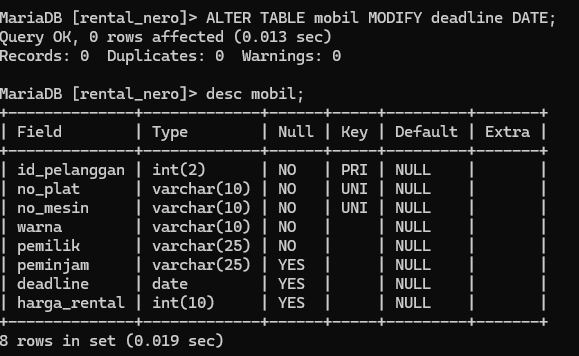 MariaDB [rental_nero]> ALTER TABLE mobil MODIFY deadline DATE;
Query OK, 0 rows affected (0.013 sec)
Records: 0  Duplicates: 0  Warnings: 0

MariaDB [rental_nero]> desc mobil;
+--------------+-------------+------+-----+---------+-------+
| Field        | Type        | Null | Key | Default | Extra |
+--------------+-------------+------+-----+---------+-------+
| id_pelanggan | int(2)      | NO   | PRI | NULL    |       |
| no_plat      | varchar(10) | NO   | UNI | NULL    |       |
| no_mesin     | varchar(10) | NO   | UNI | NULL    |       |
| warna        | varchar(10) | NO   |     | NULL    |       |
| pemilik      | varchar(25) | NO   |     | NULL    |       |
| peminjam     | varchar(25) | YES  |     | NULL    |       |
| deadline     | date        | YES  |     | NULL    |       |
| harga_rental | int(10)     | YES  |     | NULL    |       |
+--------------+-------------+------+-----+---------+-------+
8 rows in set (0.019 sec)